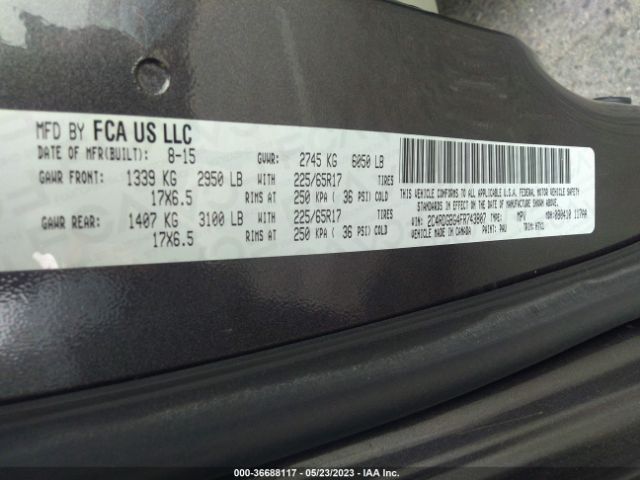 MFD BY FCA US LLC
DATE OF MFR(BUILT): 8-15 GVWR: 2745 KG 6050 LB
GAWR FRONT: 1339 KG 2950 LB WITH 225/65R17 TIRES
17X6.5 RIMS AT 250 KPA ( 36 PSI) COLD
GAWR REAR: 1407 KG 3100 LB WITH 225/65R17 TIRES
17X6.5 RIMS AT 250 KPA ( 36 PSI) COLD
THIS VEHICLE CONFORMS TO ALL APPLICABLE U.S.A. FEDERAL MOTOR VEHICLE SAFETY
STANDARDS IN EFFECT ON THE DATE OF MANUFACTURE SHOWN ABOVE.
VIN: 2C4RDGBG4FR743807 TYPE: MPV MDH: 080410
VEHICLE MADE IN CANADA PAINT: PAU TRIM:
000-36688117 - 05/23/2023 - IAA Inc.